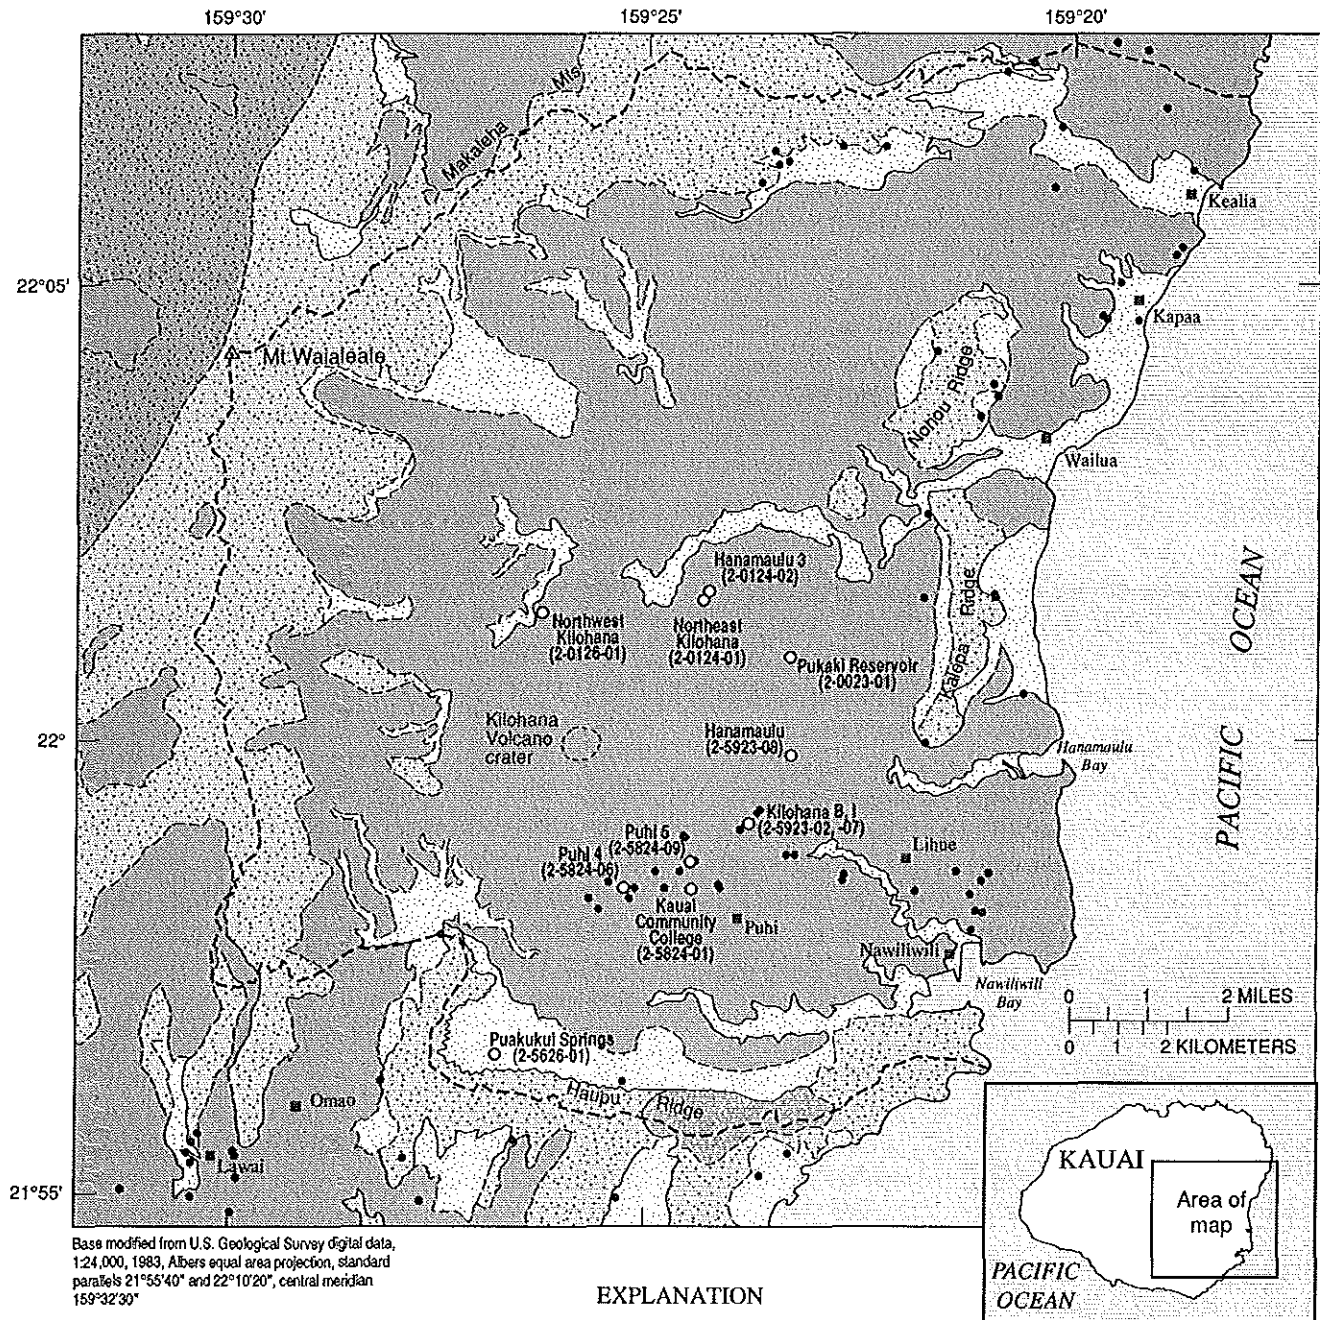 159°30'
159°25'
159°20'
Makaleha Mts
Kealia
22°05'
Kapaa
Mt Waialeale
Nonou Ridge
Wailua
Hanamaulu 3
(2-0124-02)
Northwest
Kilohana
(2-0126-01)
Northeast
Kilohana
(2-0124-01)
Kalepa Ridge
Pukaki Reservoir
(2-0023-01)
PACIFIC OCEAN
Kilohana
Volcano
crater
Hanamaulu
(2-5923-08)
22°
Hanamaulu
Bay
Kilohana B, I
(2-5923-02, -07)
Puhi 5
(2-5824-09)
Puhi 4
(2-5824-06)
Lihue
Kauai
Community
College
(2-5824-01)
Puhi
Nawiliwili
Nawiliwili
Bay
0 1 2 MILES
0 1 2 KILOMETERS
Puakukui Springs
(2-5626-01)
Haupu Ridge
Omao
Lawai
21°55'
KAUAI
Area of
map
PACIFIC
OCEAN
Base modified from U.S. Geological Survey digital data,
1:24,000, 1983, Albers equal area projection, standard
parallels 21°55'40" and 22°10'20", central meridian
159°32'30"
EXPLANATION